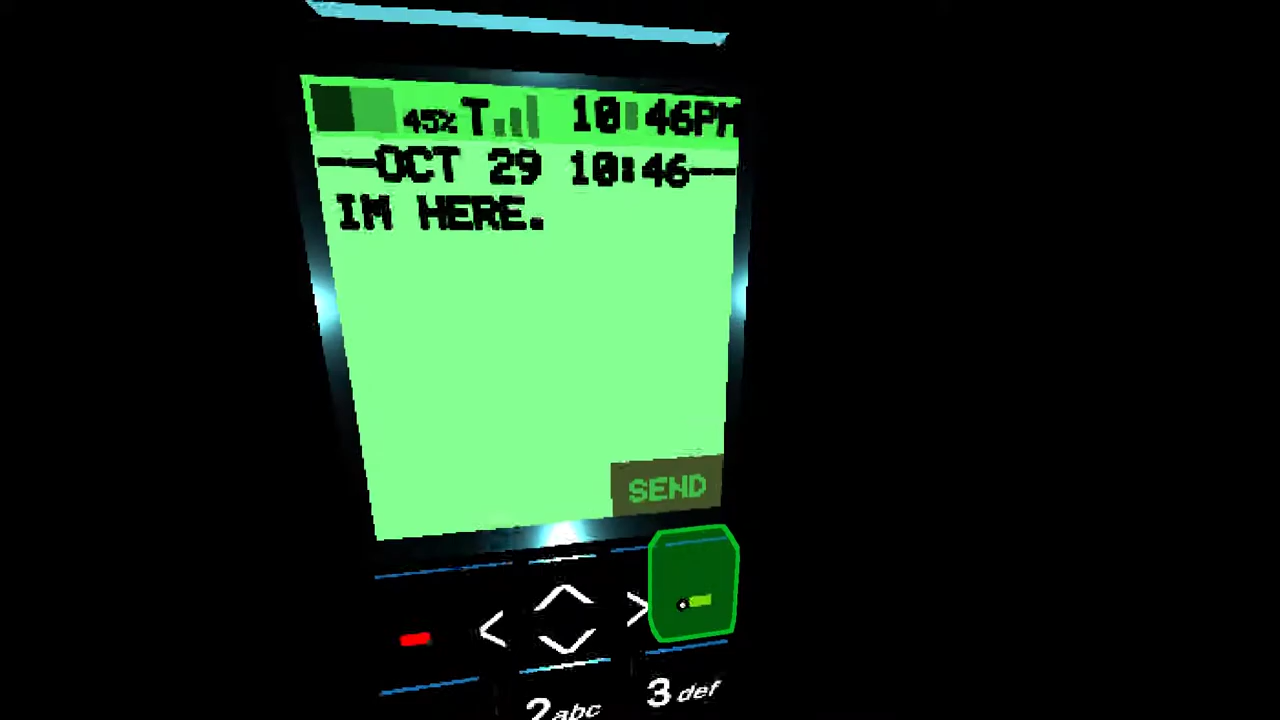 45% T 10:46PM
--OCT 29 10:46--
IM HERE.
SEND
< >
2abc 3def